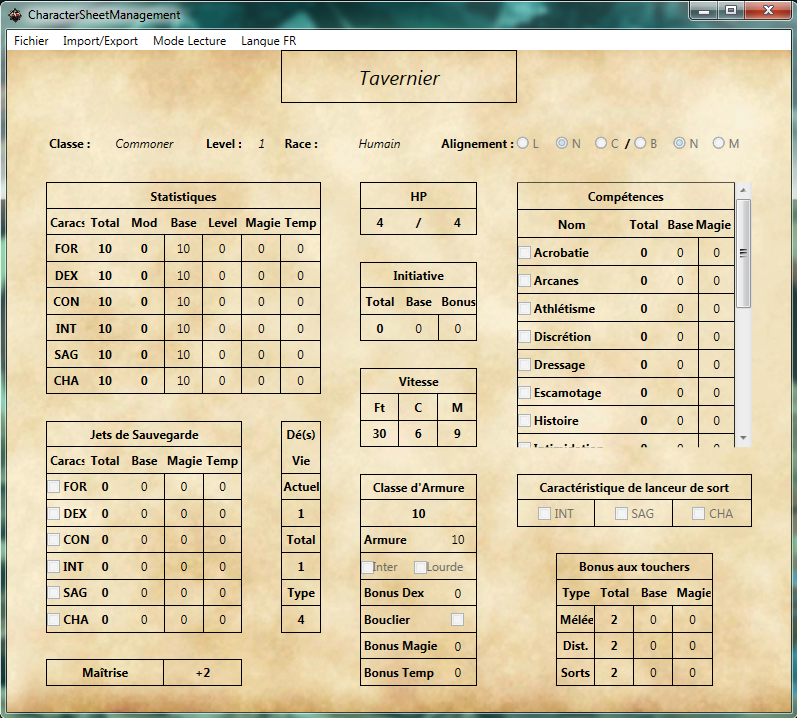 CharacterSheetManagement
Fichier Import/Export Mode Lecture Langue FR
Tavernier
Classe : Commoner Level : 1 Race : Humain Alignement : L N C / B N M
Statistiques
Caracs Total Mod Base Level Magie Temp
FOR 10 0 10 0 0 0
DEX 10 0 10 0 0 0
CON 10 0 10 0 0 0
INT 10 0 10 0 0 0
SAG 10 0 10 0 0 0
CHA 10 0 10 0 0 0
HP
4 / 4
Initiative
Total Base Bonus
0 0 0
Vitesse
Ft C M
30 6 9
Compétences
Nom Total Base Magie
Acrobatie 0 0 0
Arcanes 0 0 0
Athlétisme 0 0 0
Discrétion 0 0 0
Dressage 0 0 0
Escamotage 0 0 0
Histoire 0 0 0
Intimidation 0 0 0
Jets de Sauvegarde
Caracs Total Base Magie Temp
FOR 0 0 0 0
DEX 0 0 0 0
CON 0 0 0 0
INT 0 0 0 0
SAG 0 0 0 0
CHA 0 0 0 0
Dé(s)
Vie
Actuel
1
Total
1
Type
4
Classe d'Armure
10
Armure 10
Inter Lourde
Bonus Dex 0
Bouclier
Bonus Magie 0
Bonus Temp 0
Caractéristique de lanceur de sort
INT SAG CHA
Bonus aux touchers
Type Total Base Magie
Mélée 2 0 0
Dist. 2 0 0
Sorts 2 0 0
Maîtrise +2